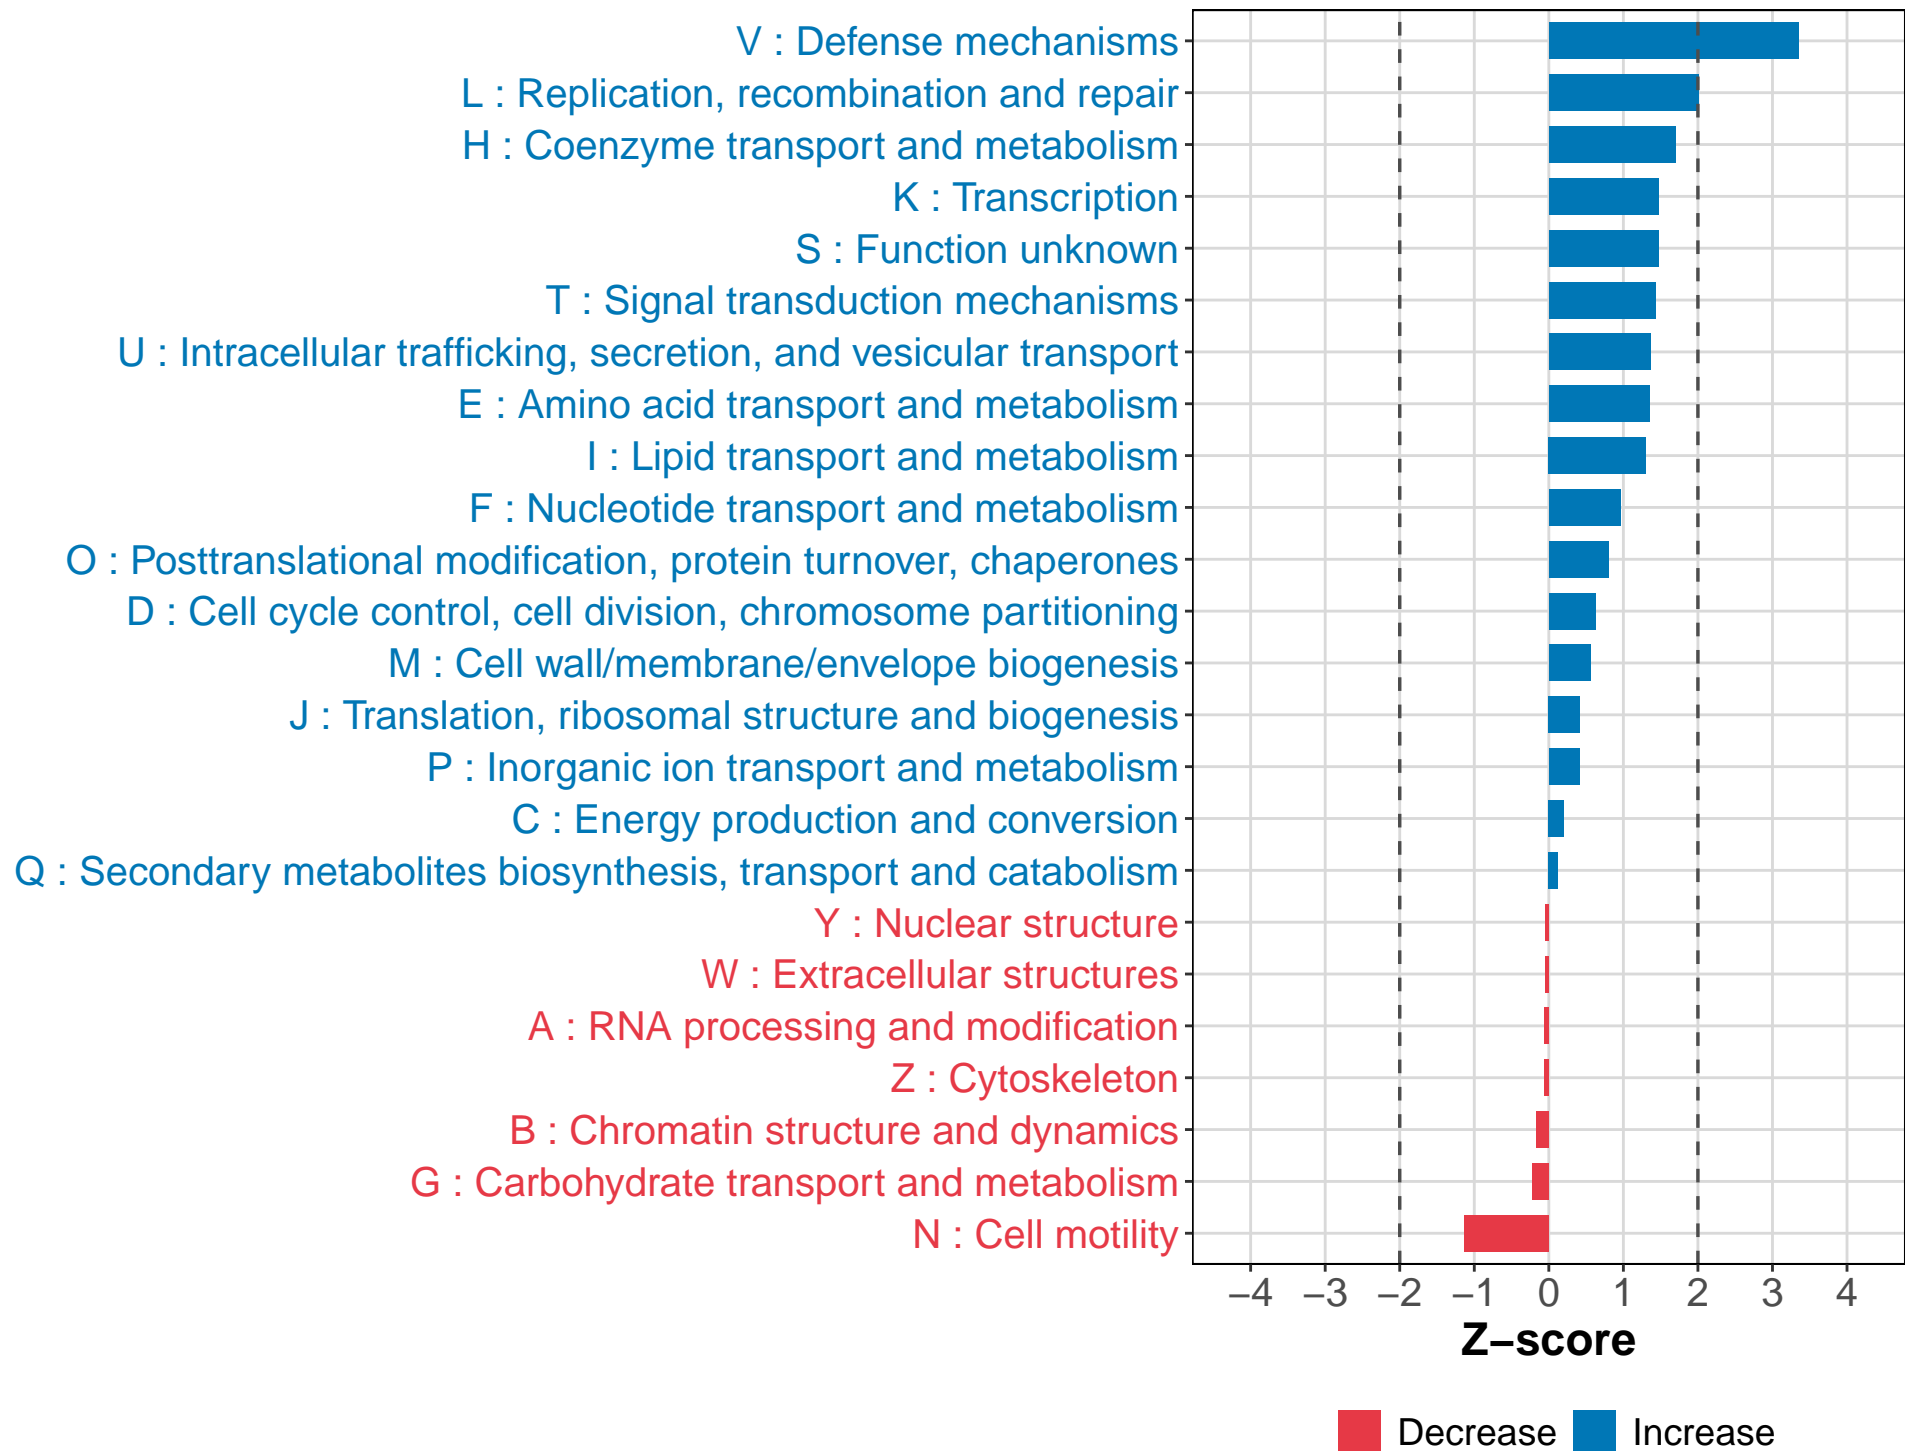 V : Defense mechanisms
L : Replication, recombination and repair
H : Coenzyme transport and metabolism
K : Transcription
S : Function unknown
T : Signal transduction mechanisms
U : Intracellular trafficking, secretion, and vesicular transport
E : Amino acid transport and metabolism
I : Lipid transport and metabolism
F : Nucleotide transport and metabolism
O : Posttranslational modification, protein turnover, chaperones
D : Cell cycle control, cell division, chromosome partitioning
M : Cell wall/membrane/envelope biogenesis
J : Translation, ribosomal structure and biogenesis
P : Inorganic ion transport and metabolism
C : Energy production and conversion
Q : Secondary metabolites biosynthesis, transport and catabolism
Y : Nuclear structure
W : Extracellular structures
A : RNA processing and modification
Z : Cytoskeleton
B : Chromatin structure and dynamics
G : Carbohydrate transport and metabolism
N : Cell motility
−4 −3 −2 −1 0 1 2 3 4
Z−score
Decrease Increase